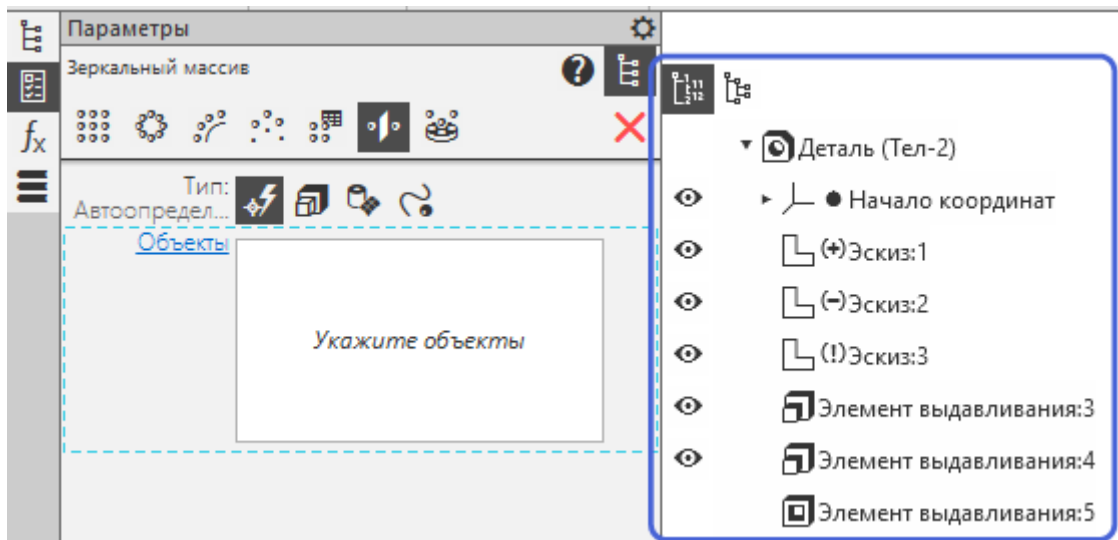 Параметры
Зеркальный массив
Тип:
Автоопредел...
Объекты
Укажите объекты
fx
Деталь (Тел-2)
Начало координат
(+)Эскиз:1
(-)Эскиз:2
(!)Эскиз:3
Элемент выдавливания:3
Элемент выдавливания:4
Элемент выдавливания:5